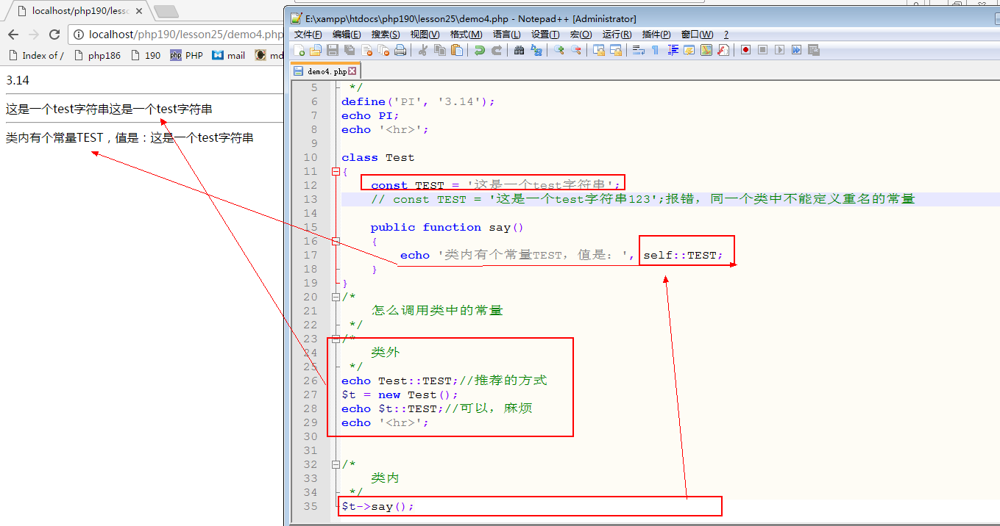 localhost/php190/lesso
localhost/php190/lesson25/demo4.php
Index of /
php186
190
PHP
mail
md
3.14
这是一个test字符串这是一个test字符串
类内有个常量TEST，值是：这是一个test字符串
E:\xampp\htdocs\php190\lesson25\demo4.php - Notepad++ [Administrator]
文件(F) 编辑(E) 搜索(S) 视图(V) 格式(M) 语言(L) 设置(T) 宏(O) 运行(R) 插件(P) 窗口(W) ?
demo4.php
5 */
6 define('PI', '3.14');
7 echo PI;
8 echo '<hr>';
9
10 class Test
11 {
12 const TEST = '这是一个test字符串';
13 // const TEST = '这是一个test字符串123';报错，同一个类中不能定义重名的常量
14
15 public function say()
16 {
17 echo '类内有个常量TEST，值是：', self::TEST;
18 }
19 }
20 /*
21 怎么调用类中的常量
22 */
23 /*
24 类外
25 */
26 echo Test::TEST;//推荐的方式
27 $t = new Test();
28 echo $t::TEST;//可以，麻烦
29 echo '<hr>';
30
31
32 /*
33 类内
34 */
35 $t->say();